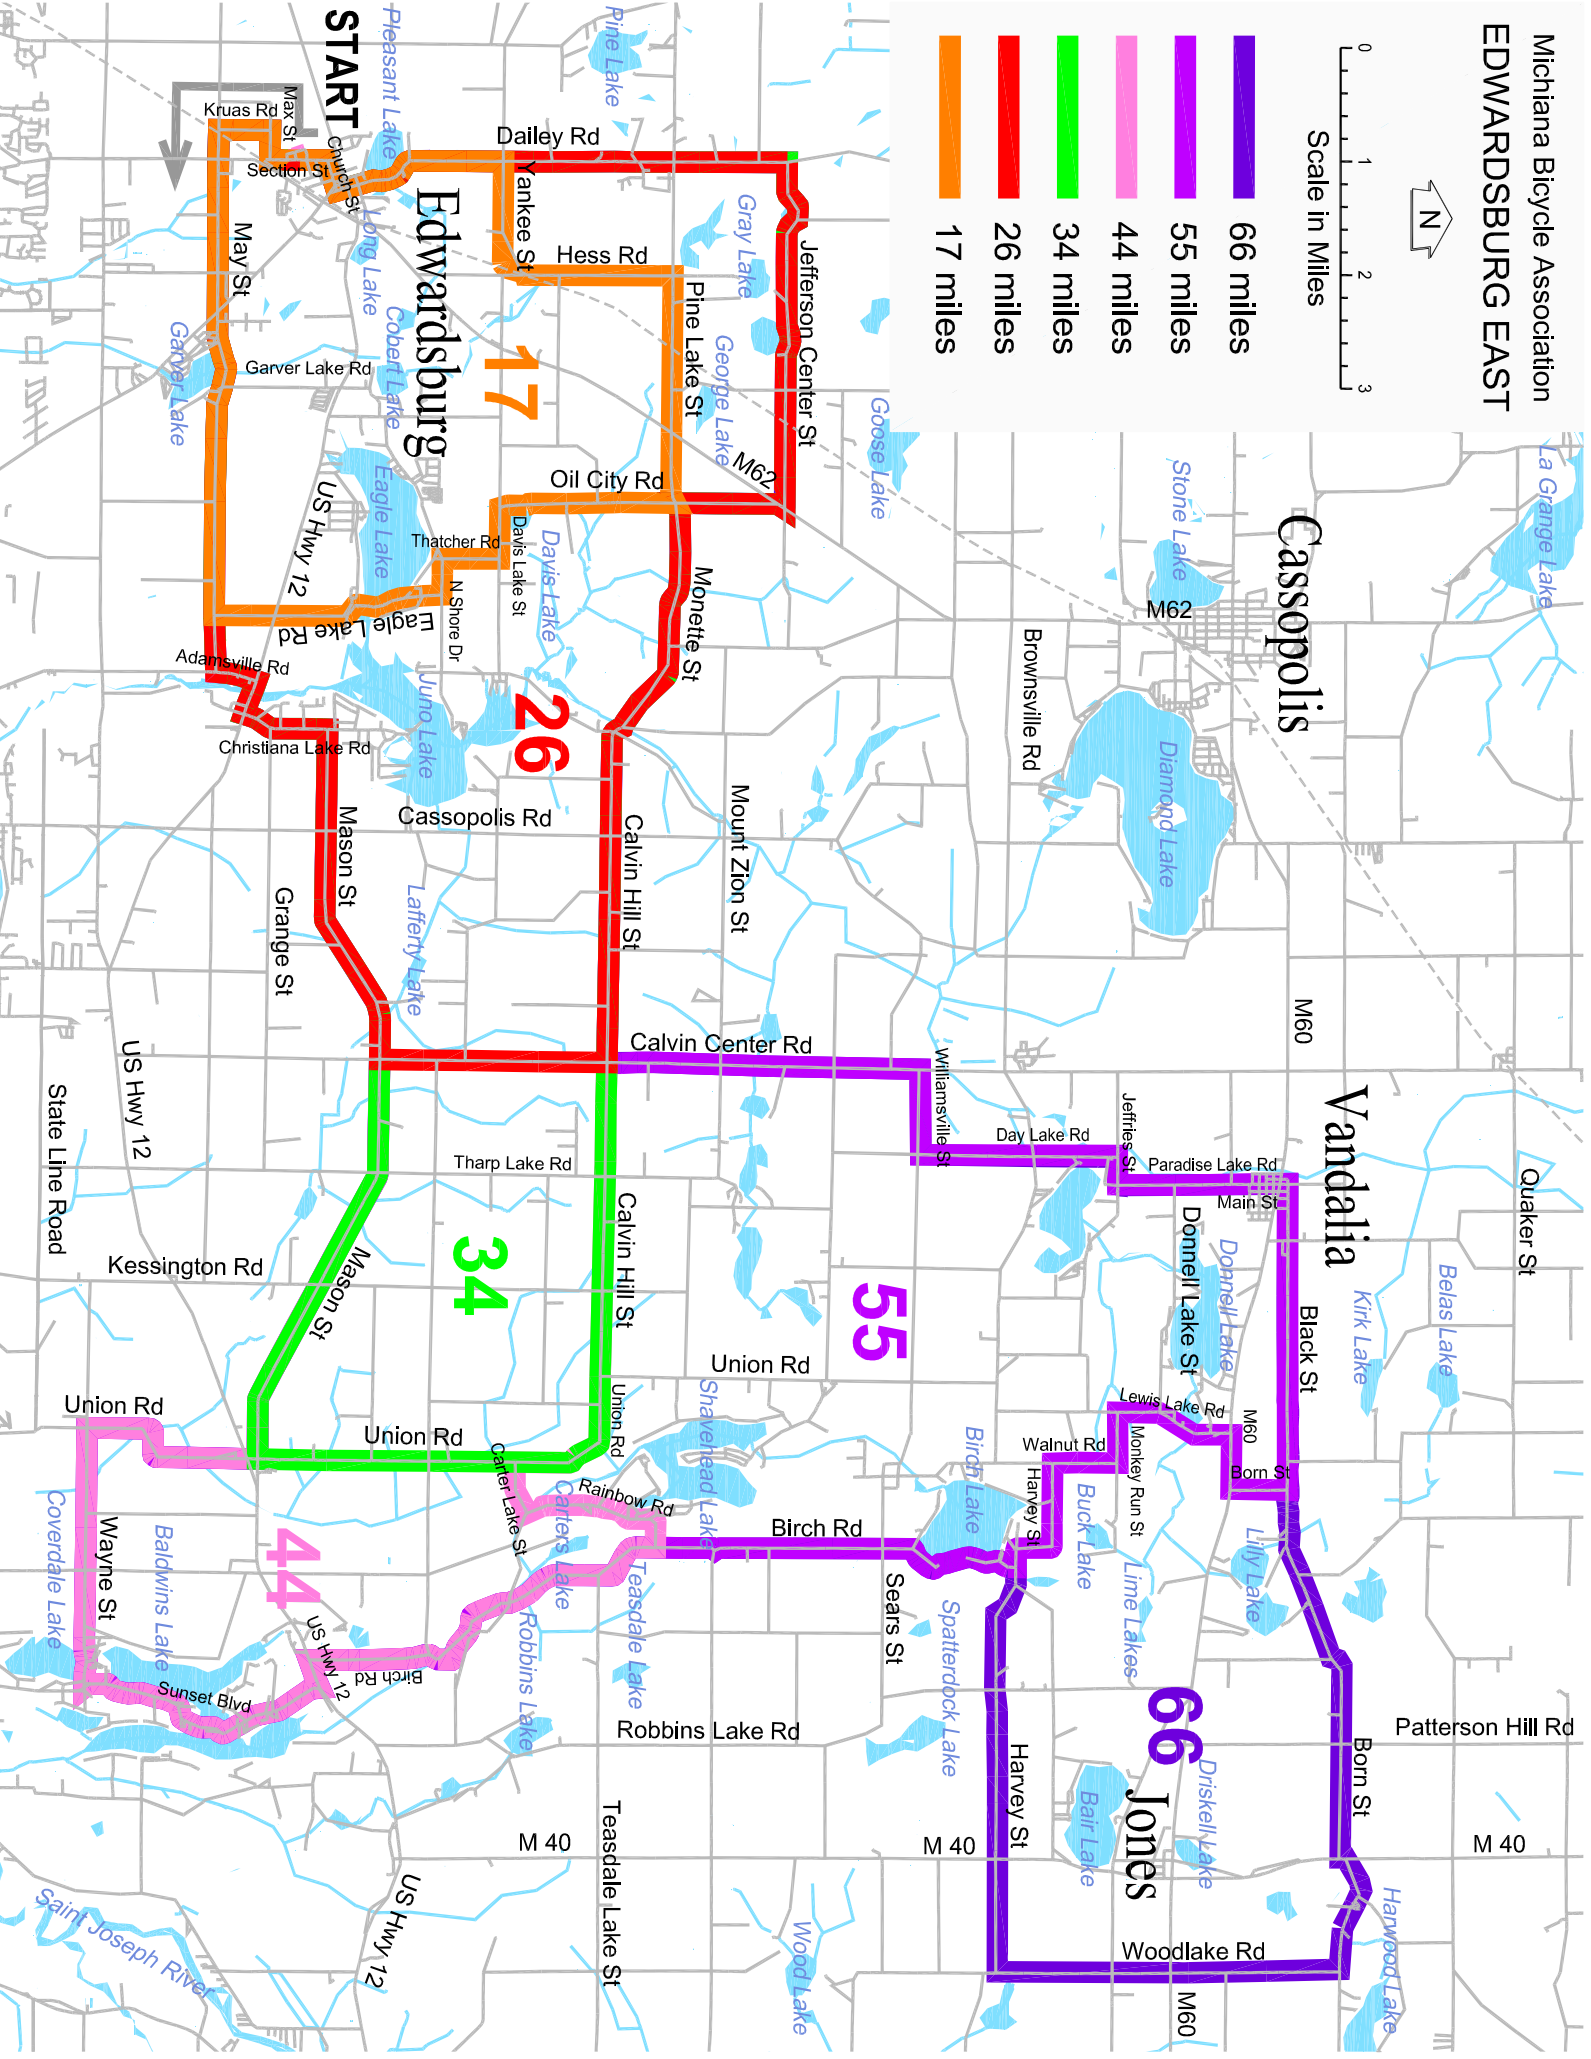 Michiana Bicycle Association
EDWARDSBURG EAST
N
0 1 2 3
Scale in Miles
66 miles
55 miles
44 miles
34 miles
26 miles
17 miles
La Grange Lake
Stone Lake
Cassopolis
M62
Diamond Lake
Brownsville Rd
Goose Lake
Pine Lake
Pleasant Lake
START
Dailey Rd
Yankee St
Hess Rd
Gray Lake
Jefferson Center St
Pine Lake St
George Lake
M62
Kruas Rd
Max St
Section St
Church St
Long Lake
Edwardsburg
Cobert Lake
May St
Garver Lake
Garver Lake Rd
17
Oil City Rd
US Hwy 12
Eagle Lake
Thatcher Rd
Davis Lake St
Davis Lake
N Shore Dr
Eagle Lake Rd
Monette St
Adamsville Rd
Juno Lake
26
Christiana Lake Rd
Cassopolis Rd
Mason St
Calvin Hill St
Mount Zion St
Grange St
Lafferty Lake
M60
Calvin Center Rd
Williamsville St
US Hwy 12
State Line Road
Day Lake Rd
Jeffries St
Vandalia
Paradise Lake Rd
Main St
Quaker St
Tharp Lake Rd
Calvin Hill St
Donnell Lake St
Donnell Lake
Kessington Rd
Mason St
34
55
Black St
Kirk Lake
Belas Lake
Union Rd
Union Rd
Union Rd
Union Rd
Shavehead Lake
Lewis Lake Rd
M60
Born St
Walnut Rd
Monkey Run St
Harvey St
Birch Lake
Buck Lake
Carter Lake St
Rainbow Rd
Carters Lake
Birch Rd
Lilly Lake
Lime Lakes
Coverdale Lake
Wayne St
Baldwins Lake
44
Teasdale Lake
Robbins Lake
Sears St
Spatterdock Lake
US Hwy 12
Birch Rd
Sunset Blvd
Robbins Lake Rd
66
Patterson Hill Rd
Harvey St
Born St
Driskell Lake
Jones
Bair Lake
M 40
M 40
M 40
Teasdale Lake St
US Hwy 12
Saint Joseph River
Wood Lake
Woodlake Rd
Harwood Lake
M60